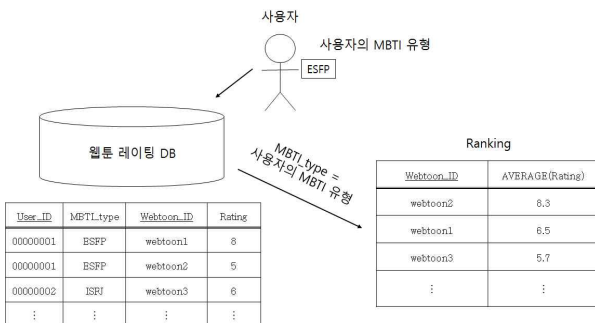 사용자
사용자의 MBTI 유형
ESFP
웹툰 레이팅 DB
MBTI_type =
사용자의 MBTI 유형
Ranking
Webtoon_ID AVERAGE(Rating)
webtoon2 8.3
webtoon1 6.5
webtoon3 5.7
⋮ ⋮
User_ID MBTI_type Webtoon_ID Rating
00000001 ESFP webtoon1 8
00000001 ESFP webtoon2 5
00000002 ISRJ webtoon3 6
⋮ ⋮ ⋮ ⋮